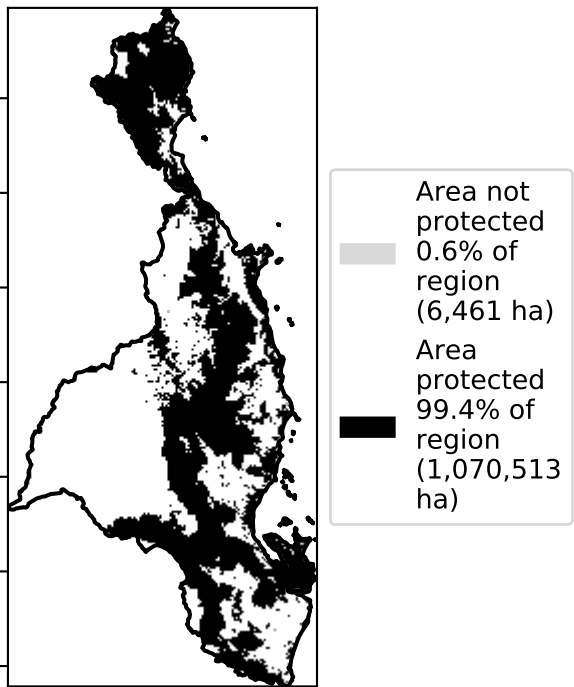 Area not
protected
0.6% of
region
(6,461 ha)
Area
protected
99.4% of
region
(1,070,513
ha)